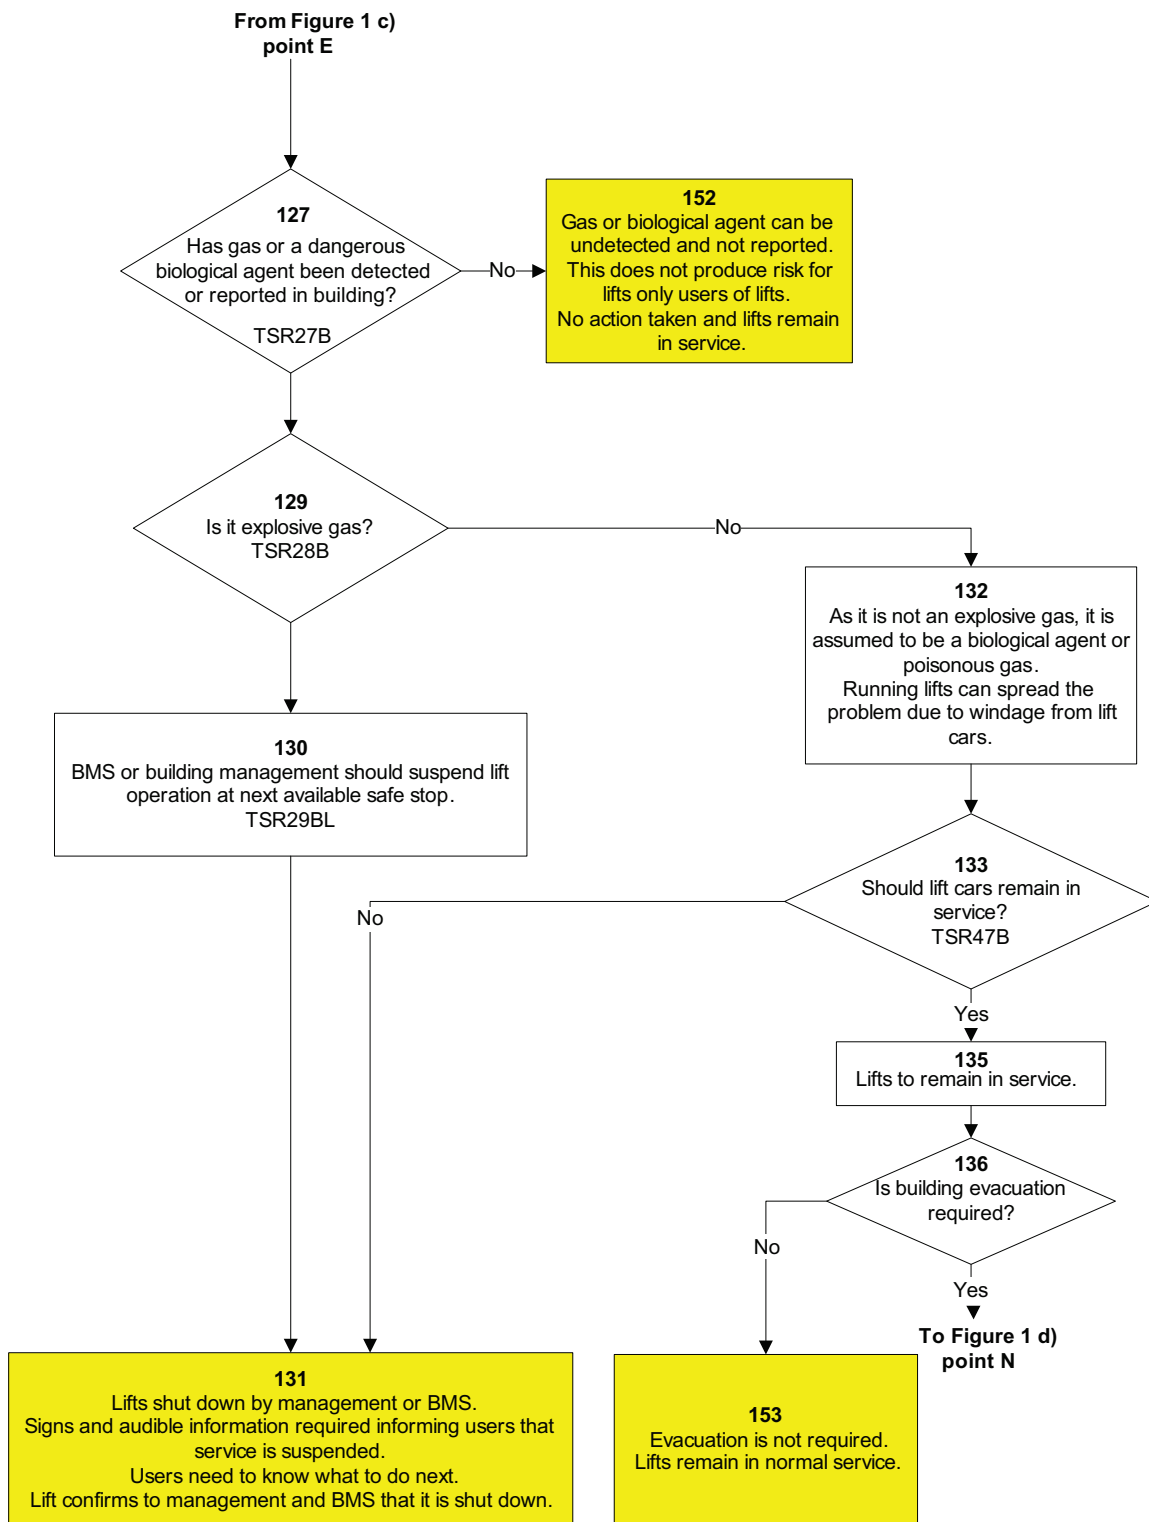 From Figure 1 c)
point E
127
Has gas or a dangerous
biological agent been detected
or reported in building?
TSR27B
No
152
Gas or biological agent can be
undetected and not reported.
This does not produce risk for
lifts only users of lifts.
No action taken and lifts remain
in service.
129
Is it explosive gas?
TSR28B
No
132
As it is not an explosive gas, it is
assumed to be a biological agent or
poisonous gas.
Running lifts can spread the
problem due to windage from lift
cars.
130
BMS or building management should suspend lift
operation at next available safe stop.
TSR29BL
133
Should lift cars remain in
service?
TSR47B
No
Yes
135
Lifts to remain in service.
136
Is building evacuation
required?
No
Yes
To Figure 1 d)
point N
131
Lifts shut down by management or BMS.
Signs and audible information required informing users that
service is suspended.
Users need to know what to do next.
Lift confirms to management and BMS that it is shut down.
153
Evacuation is not required.
Lifts remain in normal service.